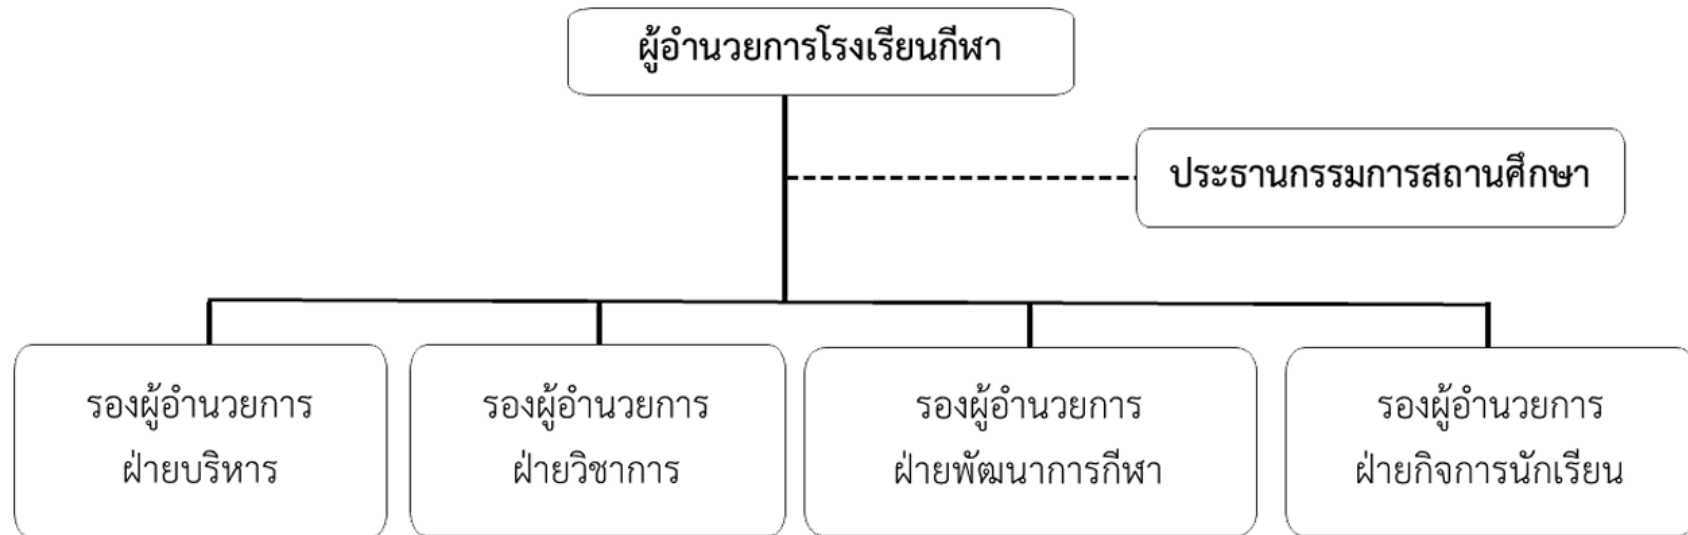 ผู้อำนวยการโรงเรียนกีฬา
ประธานกรรมการสถานศึกษา
รองผู้อำนวยการ
ฝ่ายบริหาร
รองผู้อำนวยการ
ฝ่ายวิชาการ
รองผู้อำนวยการ
ฝ่ายพัฒนาการกีฬา
รองผู้อำนวยการ
ฝ่ายกิจการนักเรียน